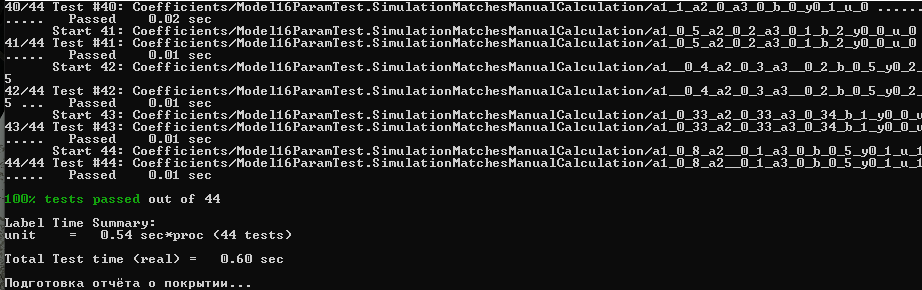 40/44 Test #40: Coefficients/Model16ParamTest.SimulationMatchesManualCalculation/a1_1_a2_0_a3_0_b_0_y0_1_u_0 .......
.....   Passed    0.02 sec
      Start 41: Coefficients/Model16ParamTest.SimulationMatchesManualCalculation/a1_0_5_a2_0_2_a3_0_1_b_2_y0_0_u_0
41/44 Test #41: Coefficients/Model16ParamTest.SimulationMatchesManualCalculation/a1_0_5_a2_0_2_a3_0_1_b_2_y0_0_u_0
.....   Passed    0.01 sec
      Start 42: Coefficients/Model16ParamTest.SimulationMatchesManualCalculation/a1__0_4_a2_0_3_a3__0_2_b_0_5_y0_2_
5
42/44 Test #42: Coefficients/Model16ParamTest.SimulationMatchesManualCalculation/a1__0_4_a2_0_3_a3__0_2_b_0_5_y0_2_
5 ...   Passed    0.01 sec
      Start 43: Coefficients/Model16ParamTest.SimulationMatchesManualCalculation/a1_0_33_a2_0_33_a3_0_34_b_1_y0_0_u
43/44 Test #43: Coefficients/Model16ParamTest.SimulationMatchesManualCalculation/a1_0_33_a2_0_33_a3_0_34_b_1_y0_0_u
.....   Passed    0.01 sec
      Start 44: Coefficients/Model16ParamTest.SimulationMatchesManualCalculation/a1_0_8_a2__0_1_a3_0_b_0_5_y0_1_u_1
44/44 Test #44: Coefficients/Model16ParamTest.SimulationMatchesManualCalculation/a1_0_8_a2__0_1_a3_0_b_0_5_y0_1_u_1
.....   Passed    0.01 sec
100% tests passed out of 44
Label Time Summary:
unit    =   0.54 sec*proc (44 tests)
Total Test time (real) =   0.60 sec
Подготовка отчёта о покрытии...